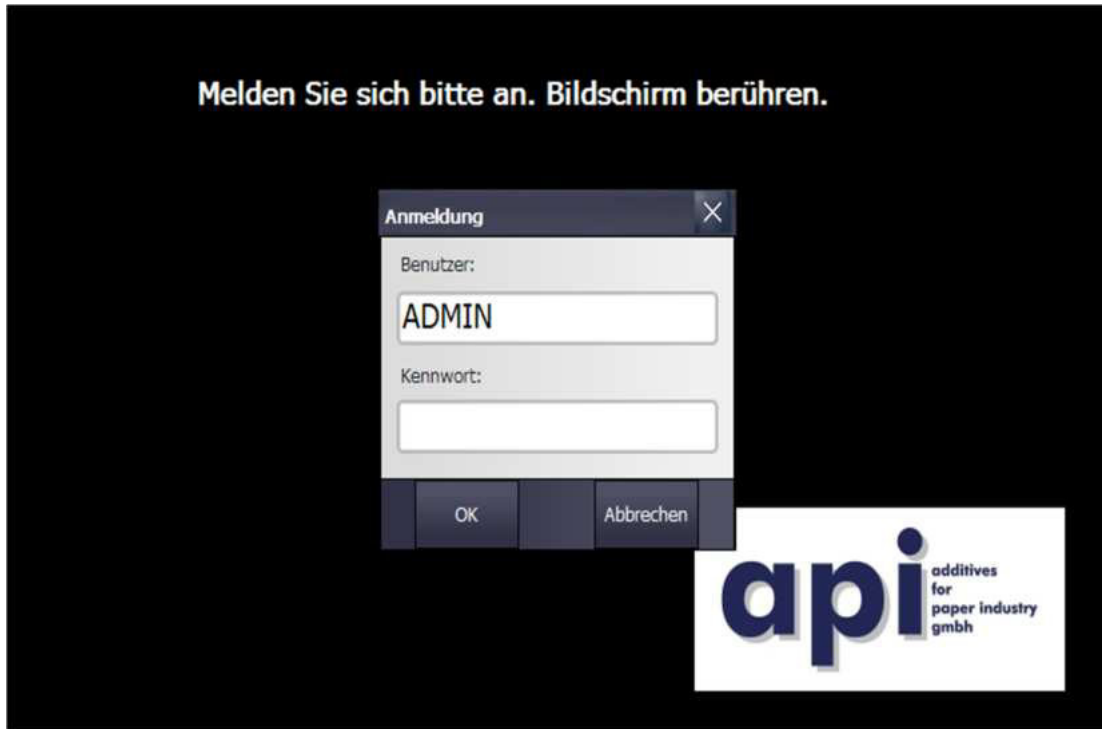 Melden Sie sich bitte an. Bildschirm berühren.
Anmeldung
Benutzer:
ADMIN
Kennwort:
OK
Abbrechen
api
additives
for
paper industry
gmbh